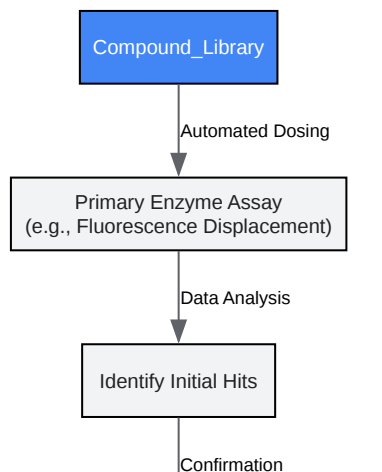 Compound_Library
Automated Dosing
Primary Enzyme Assay
(e.g., Fluorescence Displacement)
Data Analysis
Identify Initial Hits
Confirmation